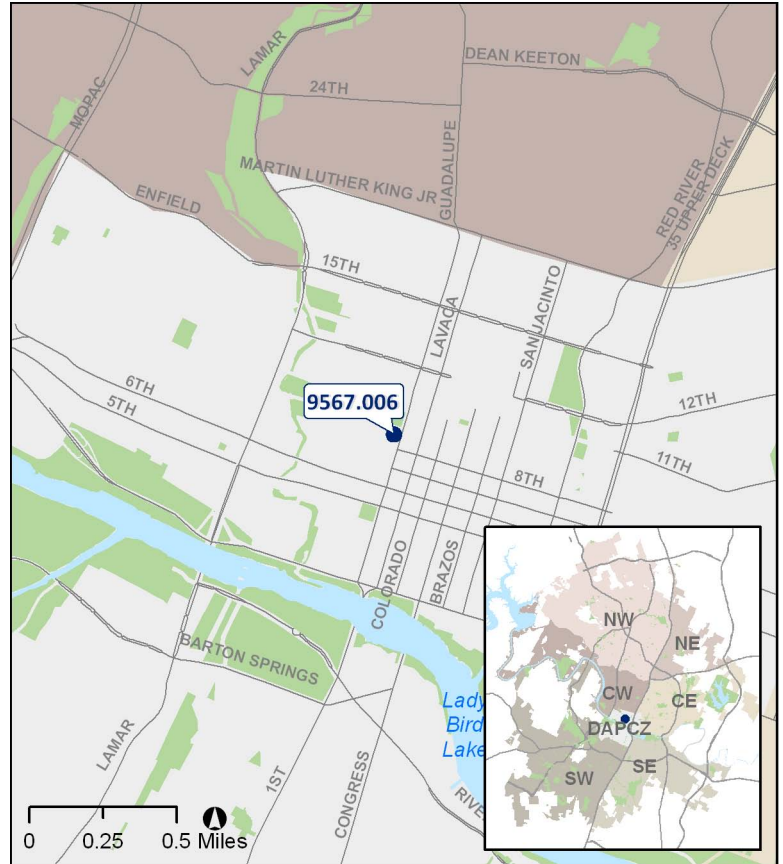 LAMAR
DEAN KEETON
MOPAC
24TH
GUADALUPE
MARTIN LUTHER KING JR
ENFIELD
RED RIVER
35 UPPER DECK
15TH
LAVACA
SAN JACINTO
6TH
5TH
9567.006
12TH
11TH
8TH
COLORADO
BRAZOS
BARTON SPRINGS
Lady
Bird
Lake
LAMAR
1ST
CONGRESS
RIVE
0 0.25 0.5 Miles
NW
NE
CW
CE
DAPCZ
SW
SE